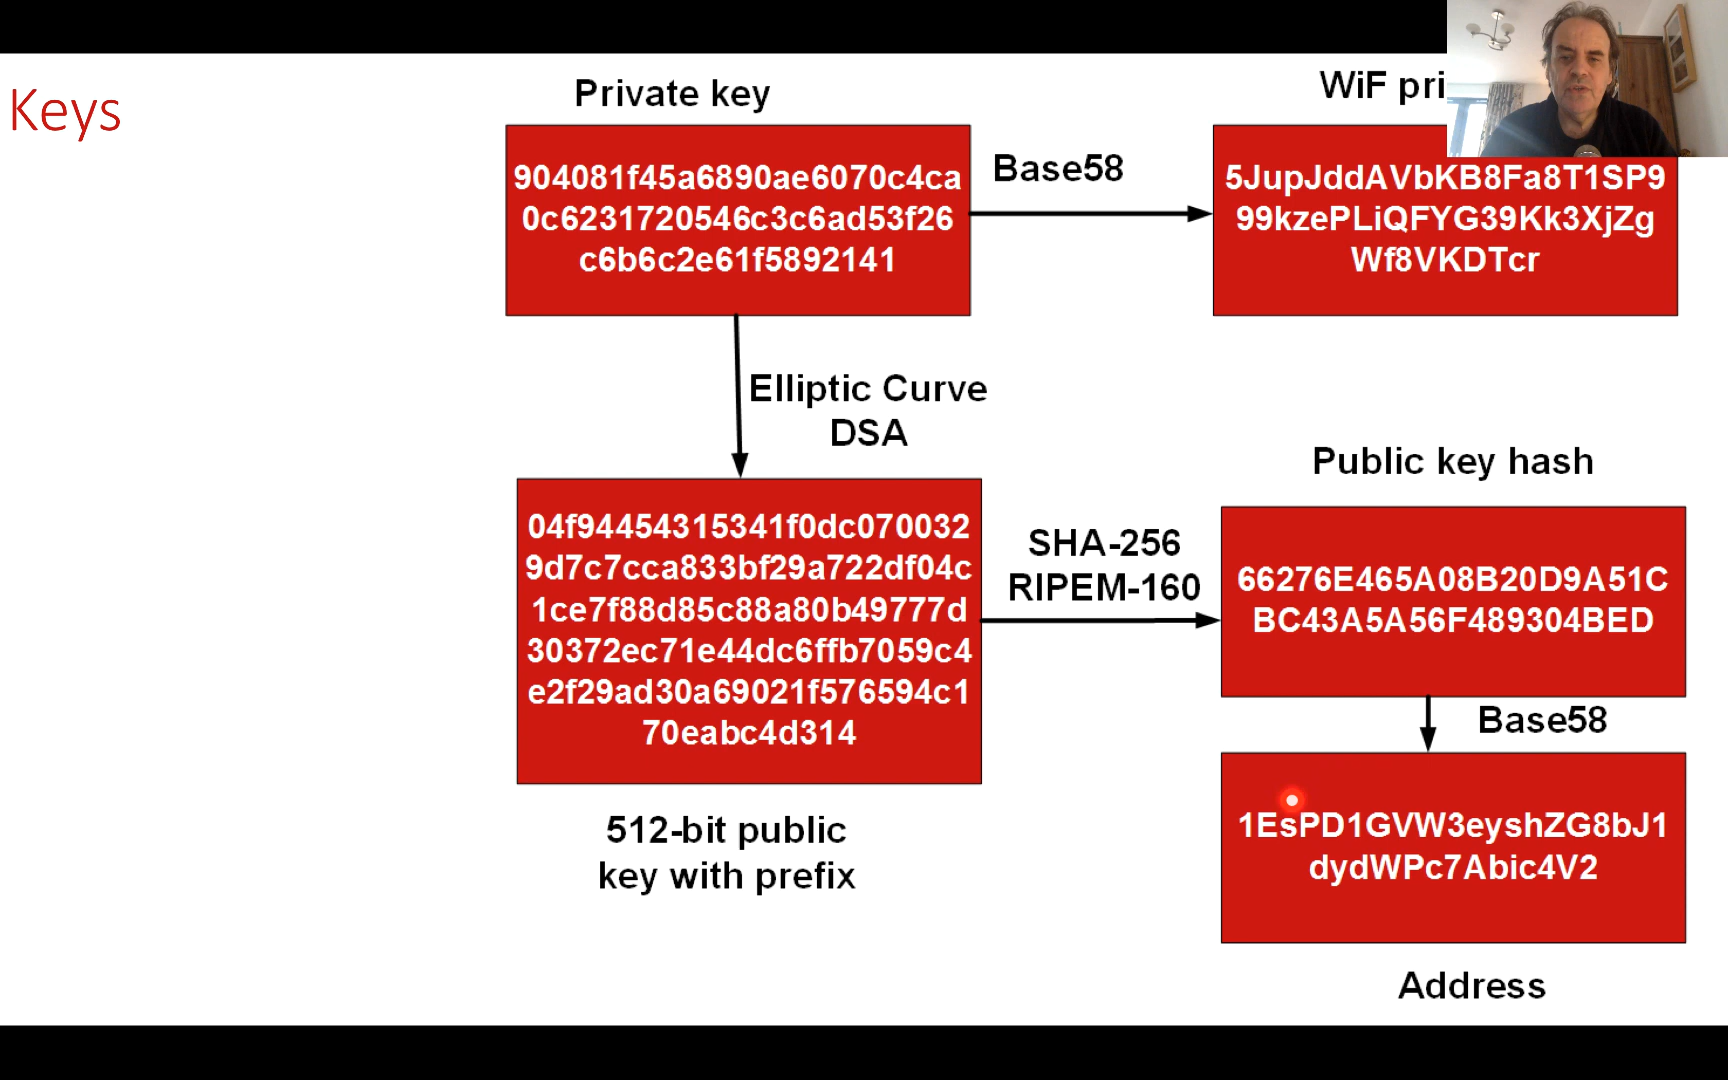 Keys
Private key
904081f45a6890ae6070c4ca
0c6231720546c3c6ad53f26
c6b6c2e61f5892141
Base58
WiF pri
5JupJddAVbKB8Fa8T1SP9
99kzePLiQFYG39Kk3XjZg
Wf8VKDTcr
Elliptic Curve
DSA
04f94454315341f0dc070032
9d7c7cca833bf29a722df04c
1ce7f88d85c88a80b49777d
30372ec71e44dc6ffb7059c4
e2f29ad30a69021f576594c1
70eabc4d314
512-bit public
key with prefix
SHA-256
RIPEM-160
Public key hash
66276E465A08B20D9A51C
BC43A5A56F489304BED
Base58
1EsPD1GVW3eyshZG8bJ1
dydWPc7Abic4V2
Address